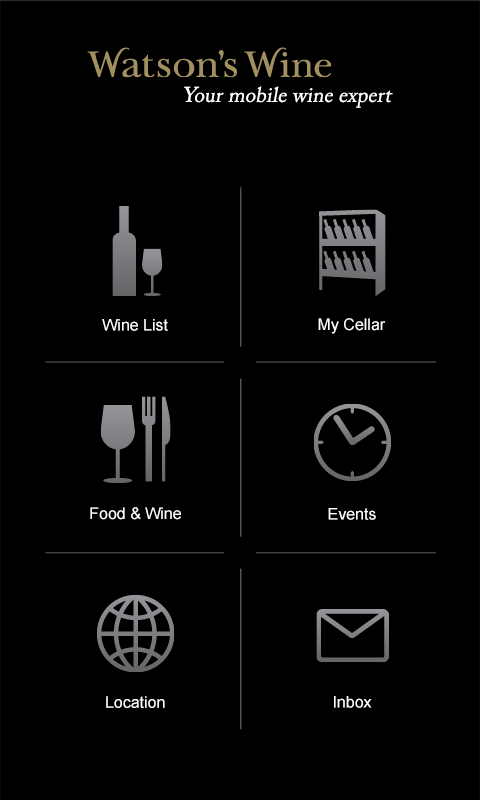 Watson's Wine
Your mobile wine expert
Wine List
My Cellar
Food & Wine
Events
Location
Inbox